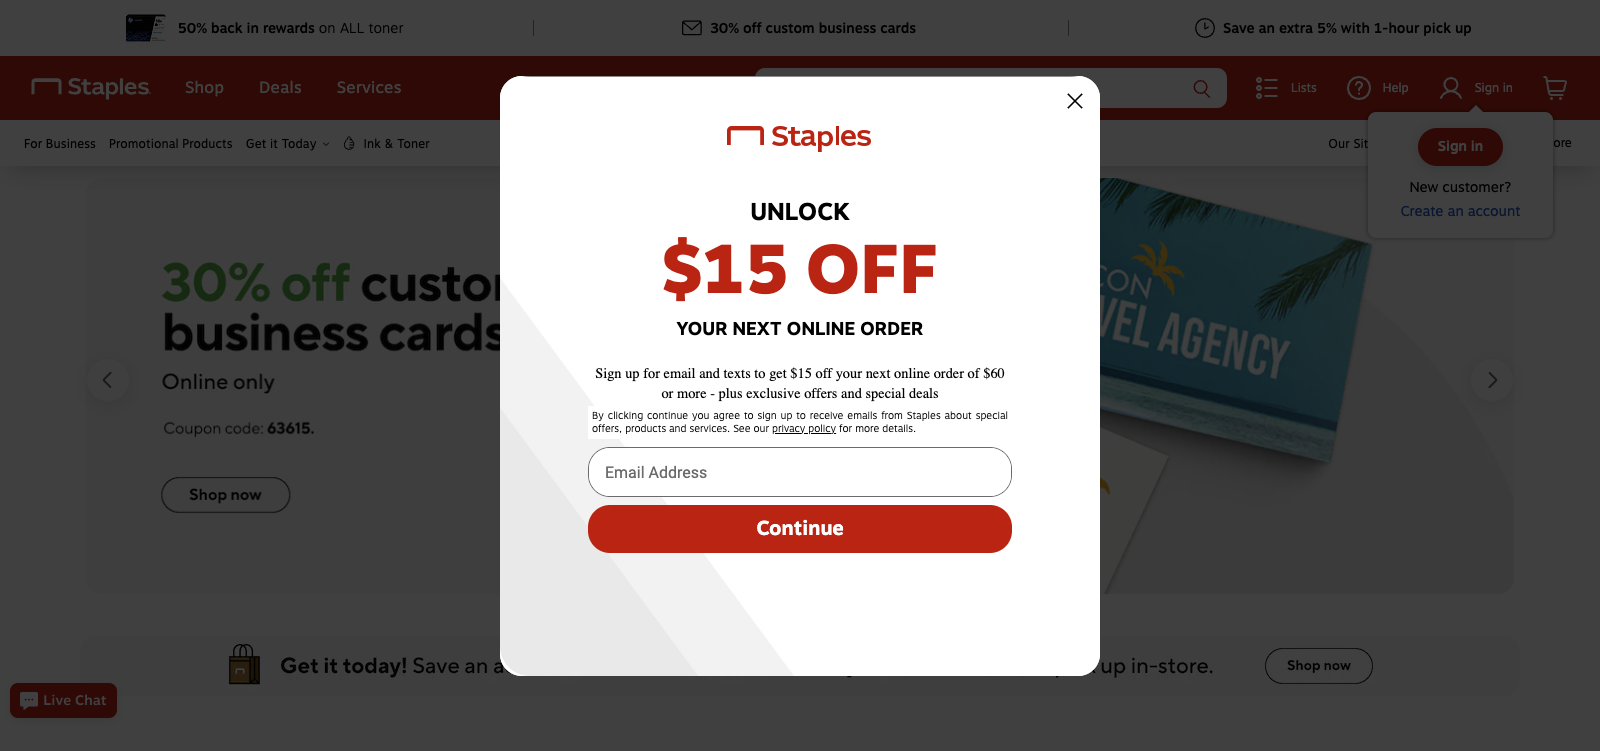 50% back in rewards on ALL toner
30% off custom business cards
Save an extra 5% with 1-hour pick up
Staples
Shop
Deals
Services
Lists
Help
Sign in
For Business
Promotional Products
Get it Today
Ink & Toner
Our Sit
ore
Sign in
New customer?
Create an account
30% off custo
business cards
Online only
Coupon code: 63615.
Shop now
CON
VEL AGENCY
Staples
UNLOCK
$15 OFF
YOUR NEXT ONLINE ORDER
Sign up for email and texts to get $15 off your next online order of $60
or more - plus exclusive offers and special deals
By clicking continue you agree to sign up to receive emails from Staples about special
offers, products and services. See our privacy policy for more details.
Email Address
Continue
Get it today! Save an a
up in-store.
Shop now
Live Chat